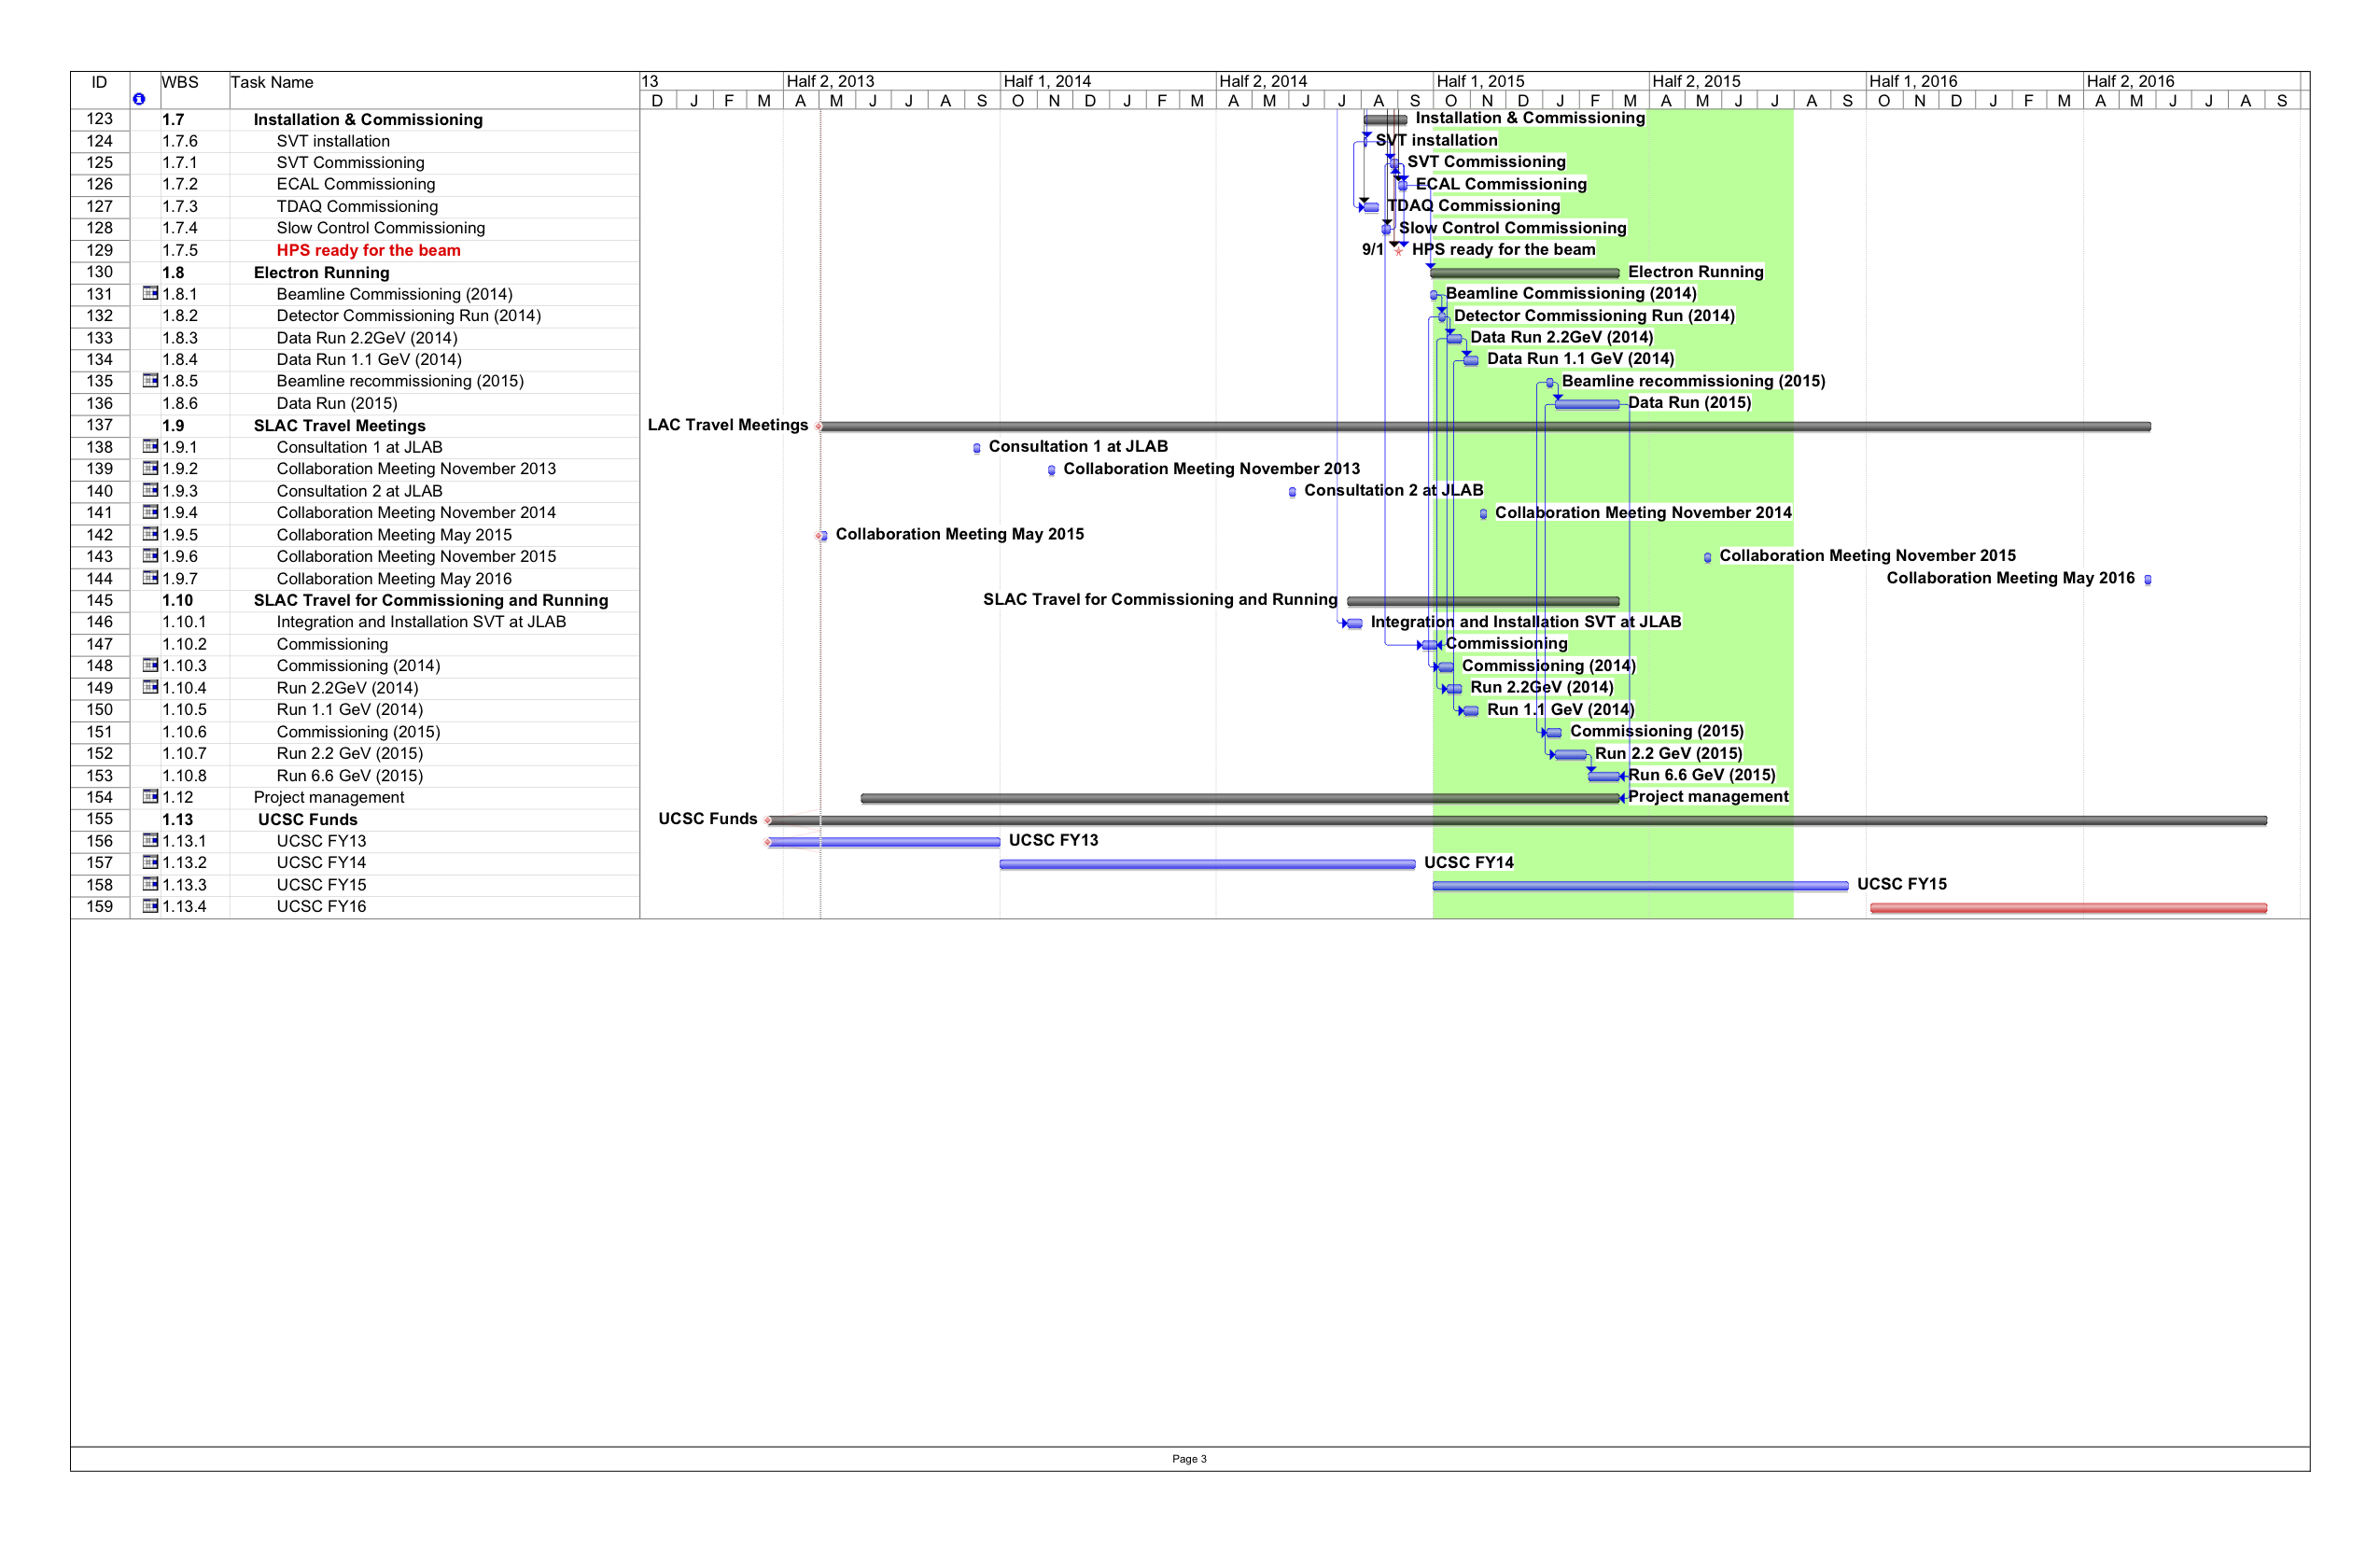 ID WBS Task Name 13 Half 2, 2013 Half 1, 2014 Half 2, 2014 Half 1, 2015 Half 2, 2015 Half 1, 2016 Half 2, 2016
D J F M A M J J A S O N D J F M A M J J A S O N D J F M A M J J A S O N D J F M A M J J A S
123 1.7 Installation & Commissioning Installation & Commissioning
124 1.7.6 SVT installation SVT installation
125 1.7.1 SVT Commissioning SVT Commissioning
126 1.7.2 ECAL Commissioning ECAL Commissioning
127 1.7.3 TDAQ Commissioning TDAQ Commissioning
128 1.7.4 Slow Control Commissioning Slow Control Commissioning
129 1.7.5 HPS ready for the beam 9/1 HPS ready for the beam
130 1.8 Electron Running Electron Running
131 1.8.1 Beamline Commissioning (2014) Beamline Commissioning (2014)
132 1.8.2 Detector Commissioning Run (2014) Detector Commissioning Run (2014)
133 1.8.3 Data Run 2.2GeV (2014) Data Run 2.2GeV (2014)
134 1.8.4 Data Run 1.1 GeV (2014) Data Run 1.1 GeV (2014)
135 1.8.5 Beamline recommissioning (2015) Beamline recommissioning (2015)
136 1.8.6 Data Run (2015) Data Run (2015)
137 1.9 SLAC Travel Meetings LAC Travel Meetings
138 1.9.1 Consultation 1 at JLAB Consultation 1 at JLAB
139 1.9.2 Collaboration Meeting November 2013 Collaboration Meeting November 2013
140 1.9.3 Consultation 2 at JLAB Consultation 2 at JLAB
141 1.9.4 Collaboration Meeting November 2014 Collaboration Meeting November 2014
142 1.9.5 Collaboration Meeting May 2015 Collaboration Meeting May 2015
143 1.9.6 Collaboration Meeting November 2015 Collaboration Meeting November 2015
144 1.9.7 Collaboration Meeting May 2016 Collaboration Meeting May 2016
145 1.10 SLAC Travel for Commissioning and Running SLAC Travel for Commissioning and Running
146 1.10.1 Integration and Installation SVT at JLAB Integration and Installation SVT at JLAB
147 1.10.2 Commissioning Commissioning
148 1.10.3 Commissioning (2014) Commissioning (2014)
149 1.10.4 Run 2.2GeV (2014) Run 2.2GeV (2014)
150 1.10.5 Run 1.1 GeV (2014) Run 1.1 GeV (2014)
151 1.10.6 Commissioning (2015) Commissioning (2015)
152 1.10.7 Run 2.2 GeV (2015) Run 2.2 GeV (2015)
153 1.10.8 Run 6.6 GeV (2015) Run 6.6 GeV (2015)
154 1.12 Project management Project management
155 1.13 UCSC Funds UCSC Funds
156 1.13.1 UCSC FY13 UCSC FY13
157 1.13.2 UCSC FY14 UCSC FY14
158 1.13.3 UCSC FY15 UCSC FY15
159 1.13.4 UCSC FY16
Page 3